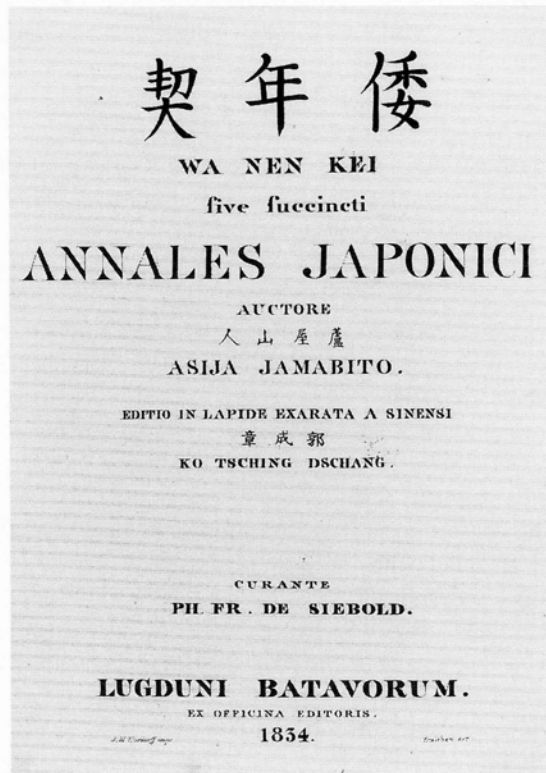 倭年契
WA NEN KEI
ſive ſuccincti
ANNALES JAPONICI
AUCTORE
蘆屋山人
ASIJA JAMABITO.
EDITIO IN LAPIDE EXARATA A SINENSI
郭成章
KO TSCHING DSCHANG.
CURANTE
PH. FR. DE SIEBOLD.
LUGDUNI BATAVORUM.
EX OFFICINA EDITORIS.
1834.